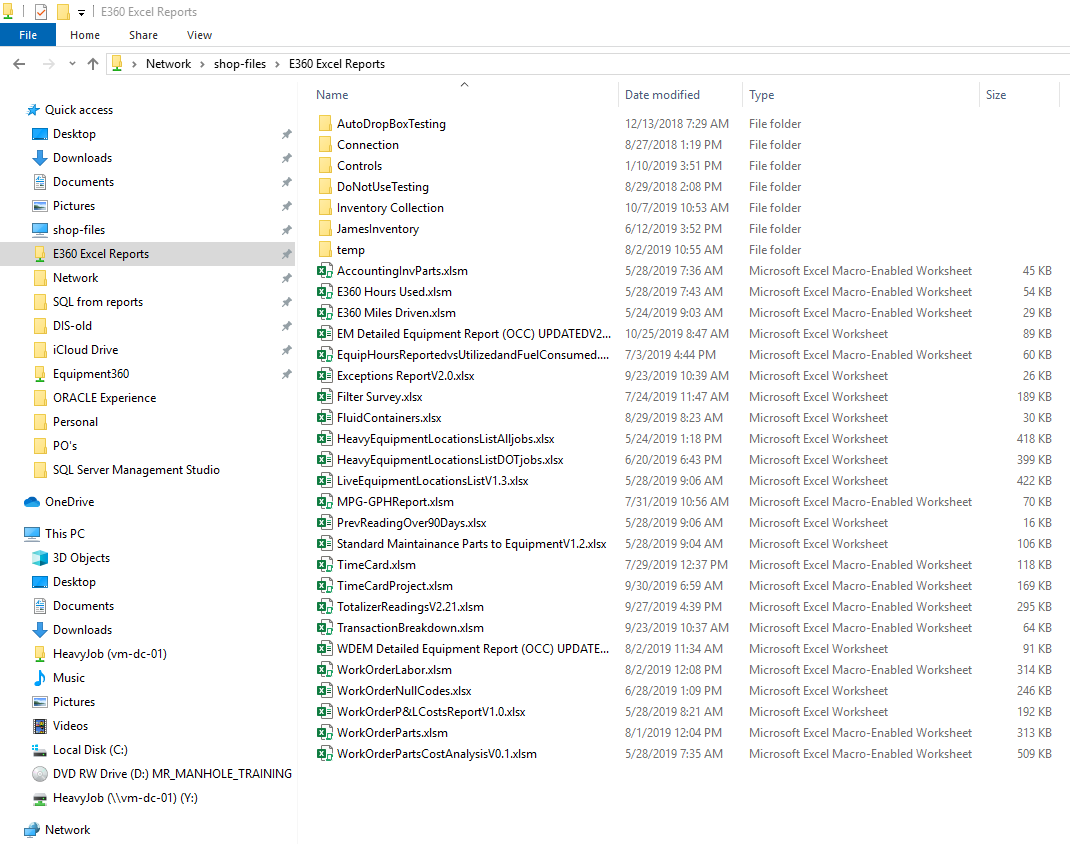 E360 Excel Reports
File Home Share View
Network shop-files E360 Excel Reports
Name Date modified Type Size
Quick access
Desktop
Downloads
Documents
Pictures
shop-files
E360 Excel Reports
Network
SQL from reports
DIS-old
iCloud Drive
Equipment360
ORACLE Experience
Personal
PO's
SQL Server Management Studio
OneDrive
This PC
3D Objects
Desktop
Documents
Downloads
HeavyJob (vm-dc-01)
Music
Pictures
Videos
Local Disk (C:)
DVD RW Drive (D:) MR_MANHOLE_TRAINING
HeavyJob (\\vm-dc-01) (Y:)
Network
AutoDropBoxTesting 12/13/2018 7:29 AM File folder
Connection 8/27/2018 1:19 PM File folder
Controls 1/10/2019 3:51 PM File folder
DoNotUseTesting 8/29/2018 2:08 PM File folder
Inventory Collection 10/7/2019 10:53 AM File folder
JamesInventory 6/12/2019 3:52 PM File folder
temp 8/2/2019 10:55 AM File folder
AccountingInvParts.xlsm 5/28/2019 7:36 AM Microsoft Excel Macro-Enabled Worksheet 45 KB
E360 Hours Used.xlsm 5/28/2019 7:43 AM Microsoft Excel Macro-Enabled Worksheet 54 KB
E360 Miles Driven.xlsm 5/24/2019 9:03 AM Microsoft Excel Macro-Enabled Worksheet 29 KB
EM Detailed Equipment Report (OCC) UPDATEDV2... 10/25/2019 8:47 AM Microsoft Excel Worksheet 89 KB
EquipHoursReportedvsUtilizedandFuelConsumed.... 7/3/2019 4:44 PM Microsoft Excel Macro-Enabled Worksheet 60 KB
Exceptions ReportV2.0.xlsx 9/23/2019 10:39 AM Microsoft Excel Worksheet 26 KB
Filter Survey.xlsx 7/24/2019 11:47 AM Microsoft Excel Worksheet 189 KB
FluidContainers.xlsx 8/29/2019 8:23 AM Microsoft Excel Worksheet 30 KB
HeavyEquipmentLocationsListAlljobs.xlsx 5/24/2019 1:18 PM Microsoft Excel Worksheet 418 KB
HeavyEquipmentLocationsListDOTjobs.xlsx 6/20/2019 6:43 PM Microsoft Excel Worksheet 399 KB
LiveEquipmentLocationsListV1.3.xlsx 5/28/2019 9:06 AM Microsoft Excel Worksheet 422 KB
MPG-GPHReport.xlsm 7/31/2019 10:56 AM Microsoft Excel Macro-Enabled Worksheet 70 KB
PrevReadingOver90Days.xlsx 5/28/2019 9:06 AM Microsoft Excel Worksheet 16 KB
Standard Maintainance Parts to EquipmentV1.2.xlsx 5/28/2019 9:04 AM Microsoft Excel Worksheet 106 KB
TimeCard.xlsm 7/29/2019 12:37 PM Microsoft Excel Macro-Enabled Worksheet 118 KB
TimeCardProject.xlsm 9/30/2019 6:59 AM Microsoft Excel Macro-Enabled Worksheet 169 KB
TotalizerReadingsV2.21.xlsm 9/27/2019 4:39 PM Microsoft Excel Macro-Enabled Worksheet 295 KB
TransactionBreakdown.xlsm 9/23/2019 10:37 AM Microsoft Excel Macro-Enabled Worksheet 64 KB
WDEM Detailed Equipment Report (OCC) UPDATE... 8/2/2019 11:34 AM Microsoft Excel Worksheet 91 KB
WorkOrderLabor.xlsm 8/2/2019 12:08 PM Microsoft Excel Macro-Enabled Worksheet 314 KB
WorkOrderNullCodes.xlsx 6/28/2019 1:09 PM Microsoft Excel Worksheet 246 KB
WorkOrderP&LCostsReportV1.0.xlsx 5/28/2019 8:21 AM Microsoft Excel Worksheet 192 KB
WorkOrderParts.xlsm 8/1/2019 12:04 PM Microsoft Excel Macro-Enabled Worksheet 313 KB
WorkOrderPartsCostAnalysisV0.1.xlsm 5/28/2019 7:35 AM Microsoft Excel Macro-Enabled Worksheet 509 KB